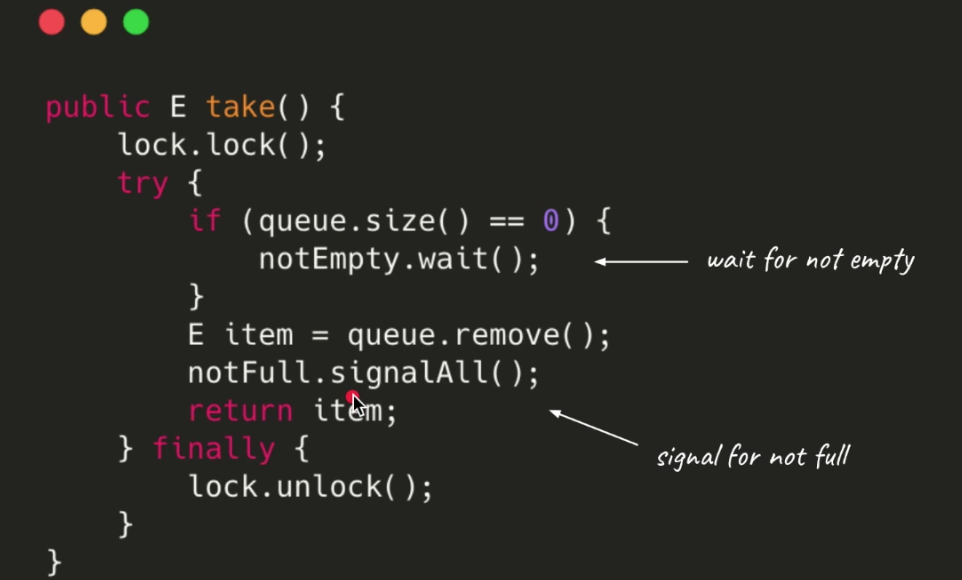 public E take() {
lock.lock();
try {
if (queue.size() == 0) {
notEmpty.wait();
wait for not empty
}
E item = queue.remove();
notFull.signalAll();
return item;
signal for not full
} finally {
lock.unlock();
}
}